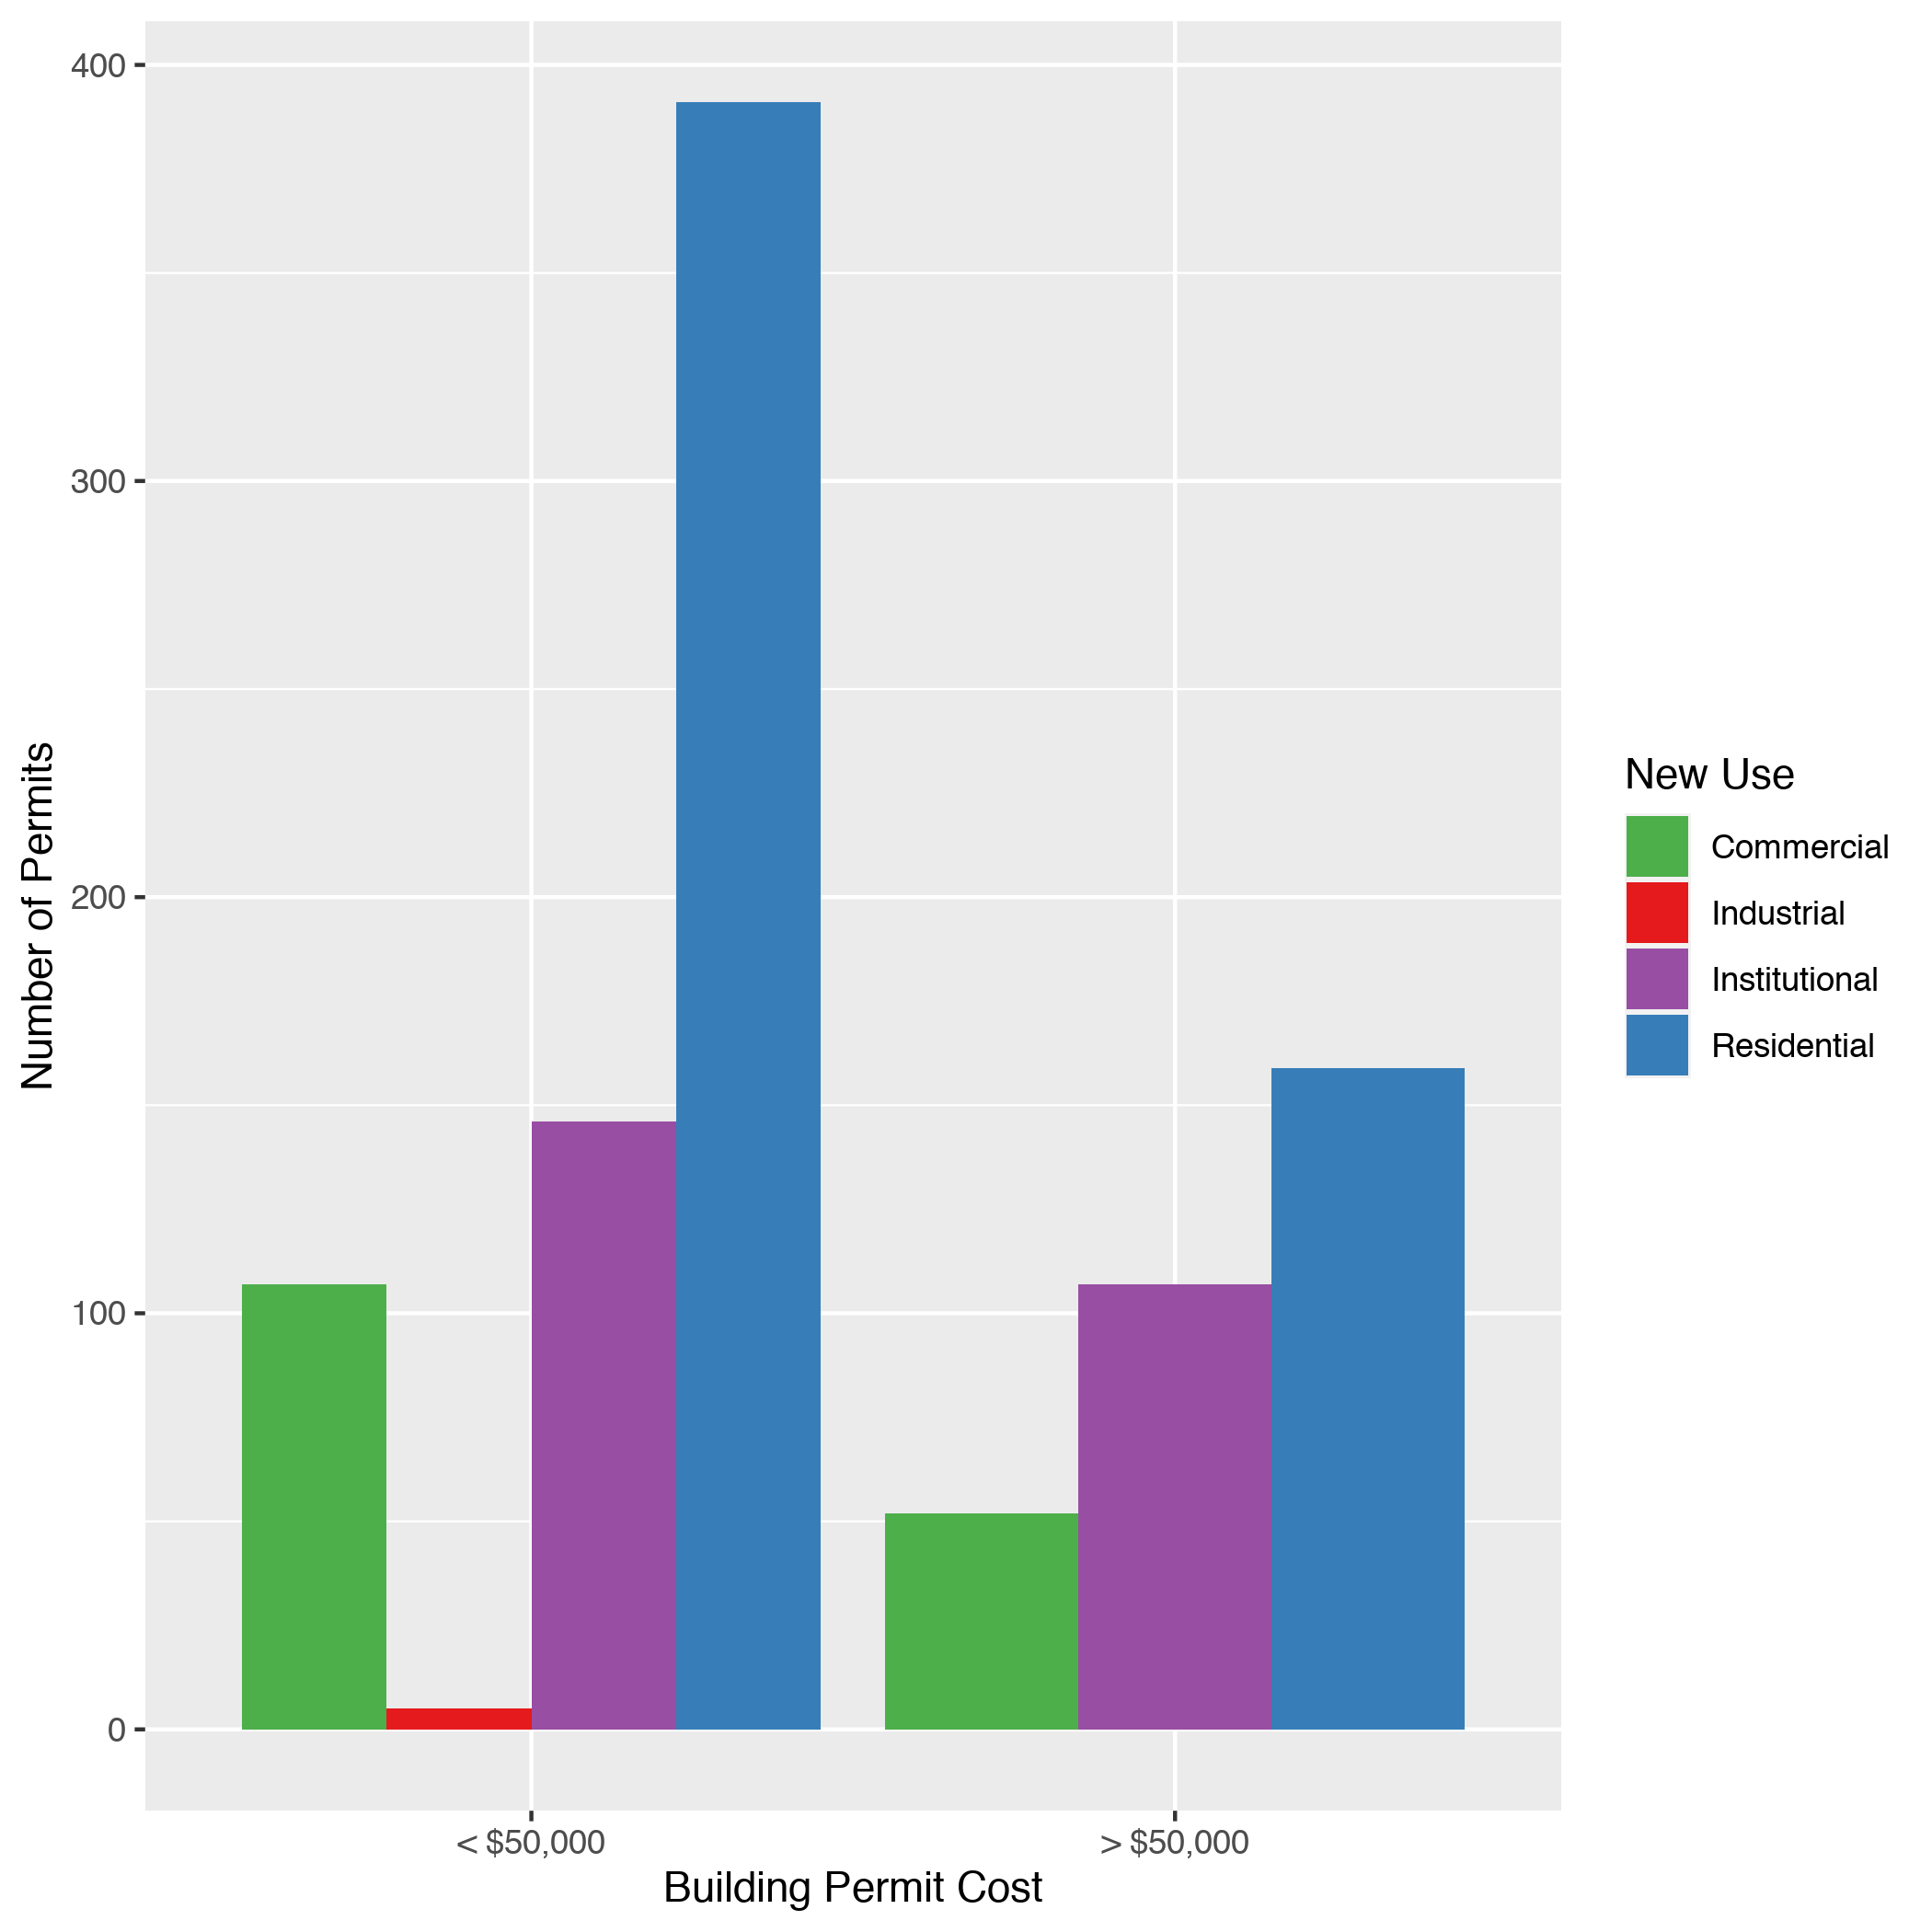 400
300
200
100
0
Number of Permits
< $50,000
> $50,000
Building Permit Cost
New Use
Commercial
Industrial
Institutional
Residential